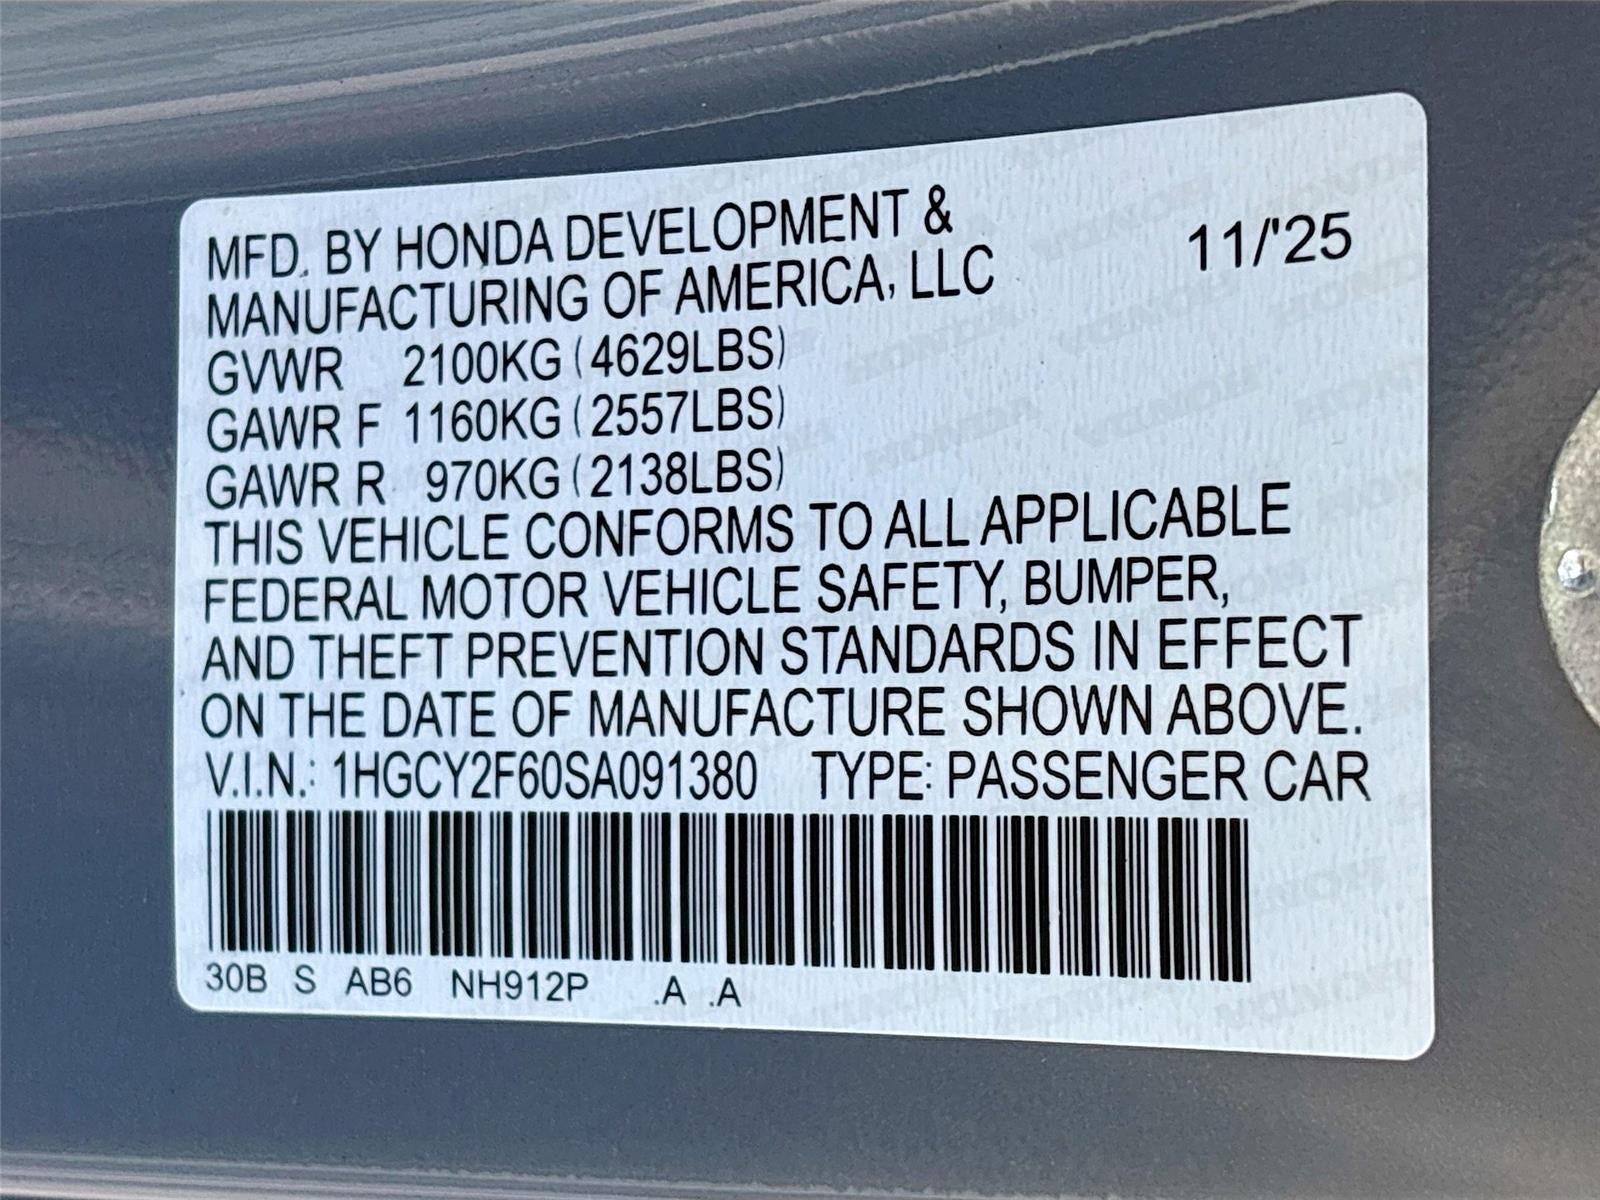 MFD. BY HONDA DEVELOPMENT & 11/'25
MANUFACTURING OF AMERICA, LLC
GVWR 2100KG (4629LBS)
GAWR F 1160KG (2557LBS)
GAWR R 970KG (2138LBS)
THIS VEHICLE CONFORMS TO ALL APPLICABLE
FEDERAL MOTOR VEHICLE SAFETY, BUMPER,
AND THEFT PREVENTION STANDARDS IN EFFECT
ON THE DATE OF MANUFACTURE SHOWN ABOVE.
V.I.N.: 1HGCY2F60SA091380 TYPE: PASSENGER CAR
30B S AB6 NH912P .A .A